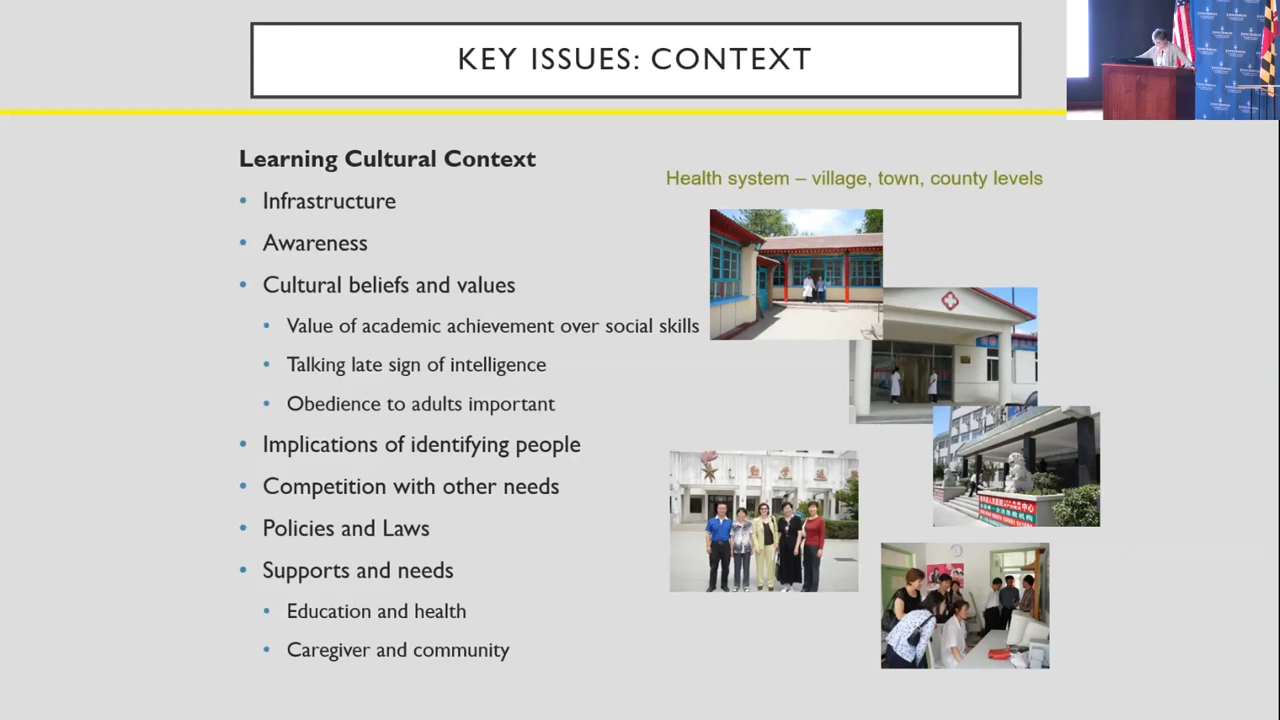 KEY ISSUES: CONTEXT
Learning Cultural Context
Infrastructure
Awareness
Cultural beliefs and values
Value of academic achievement over social skills
Talking late sign of intelligence
Obedience to adults important
Implications of identifying people
Competition with other needs
Policies and Laws
Supports and needs
Education and health
Caregiver and community
Health system – village, town, county levels